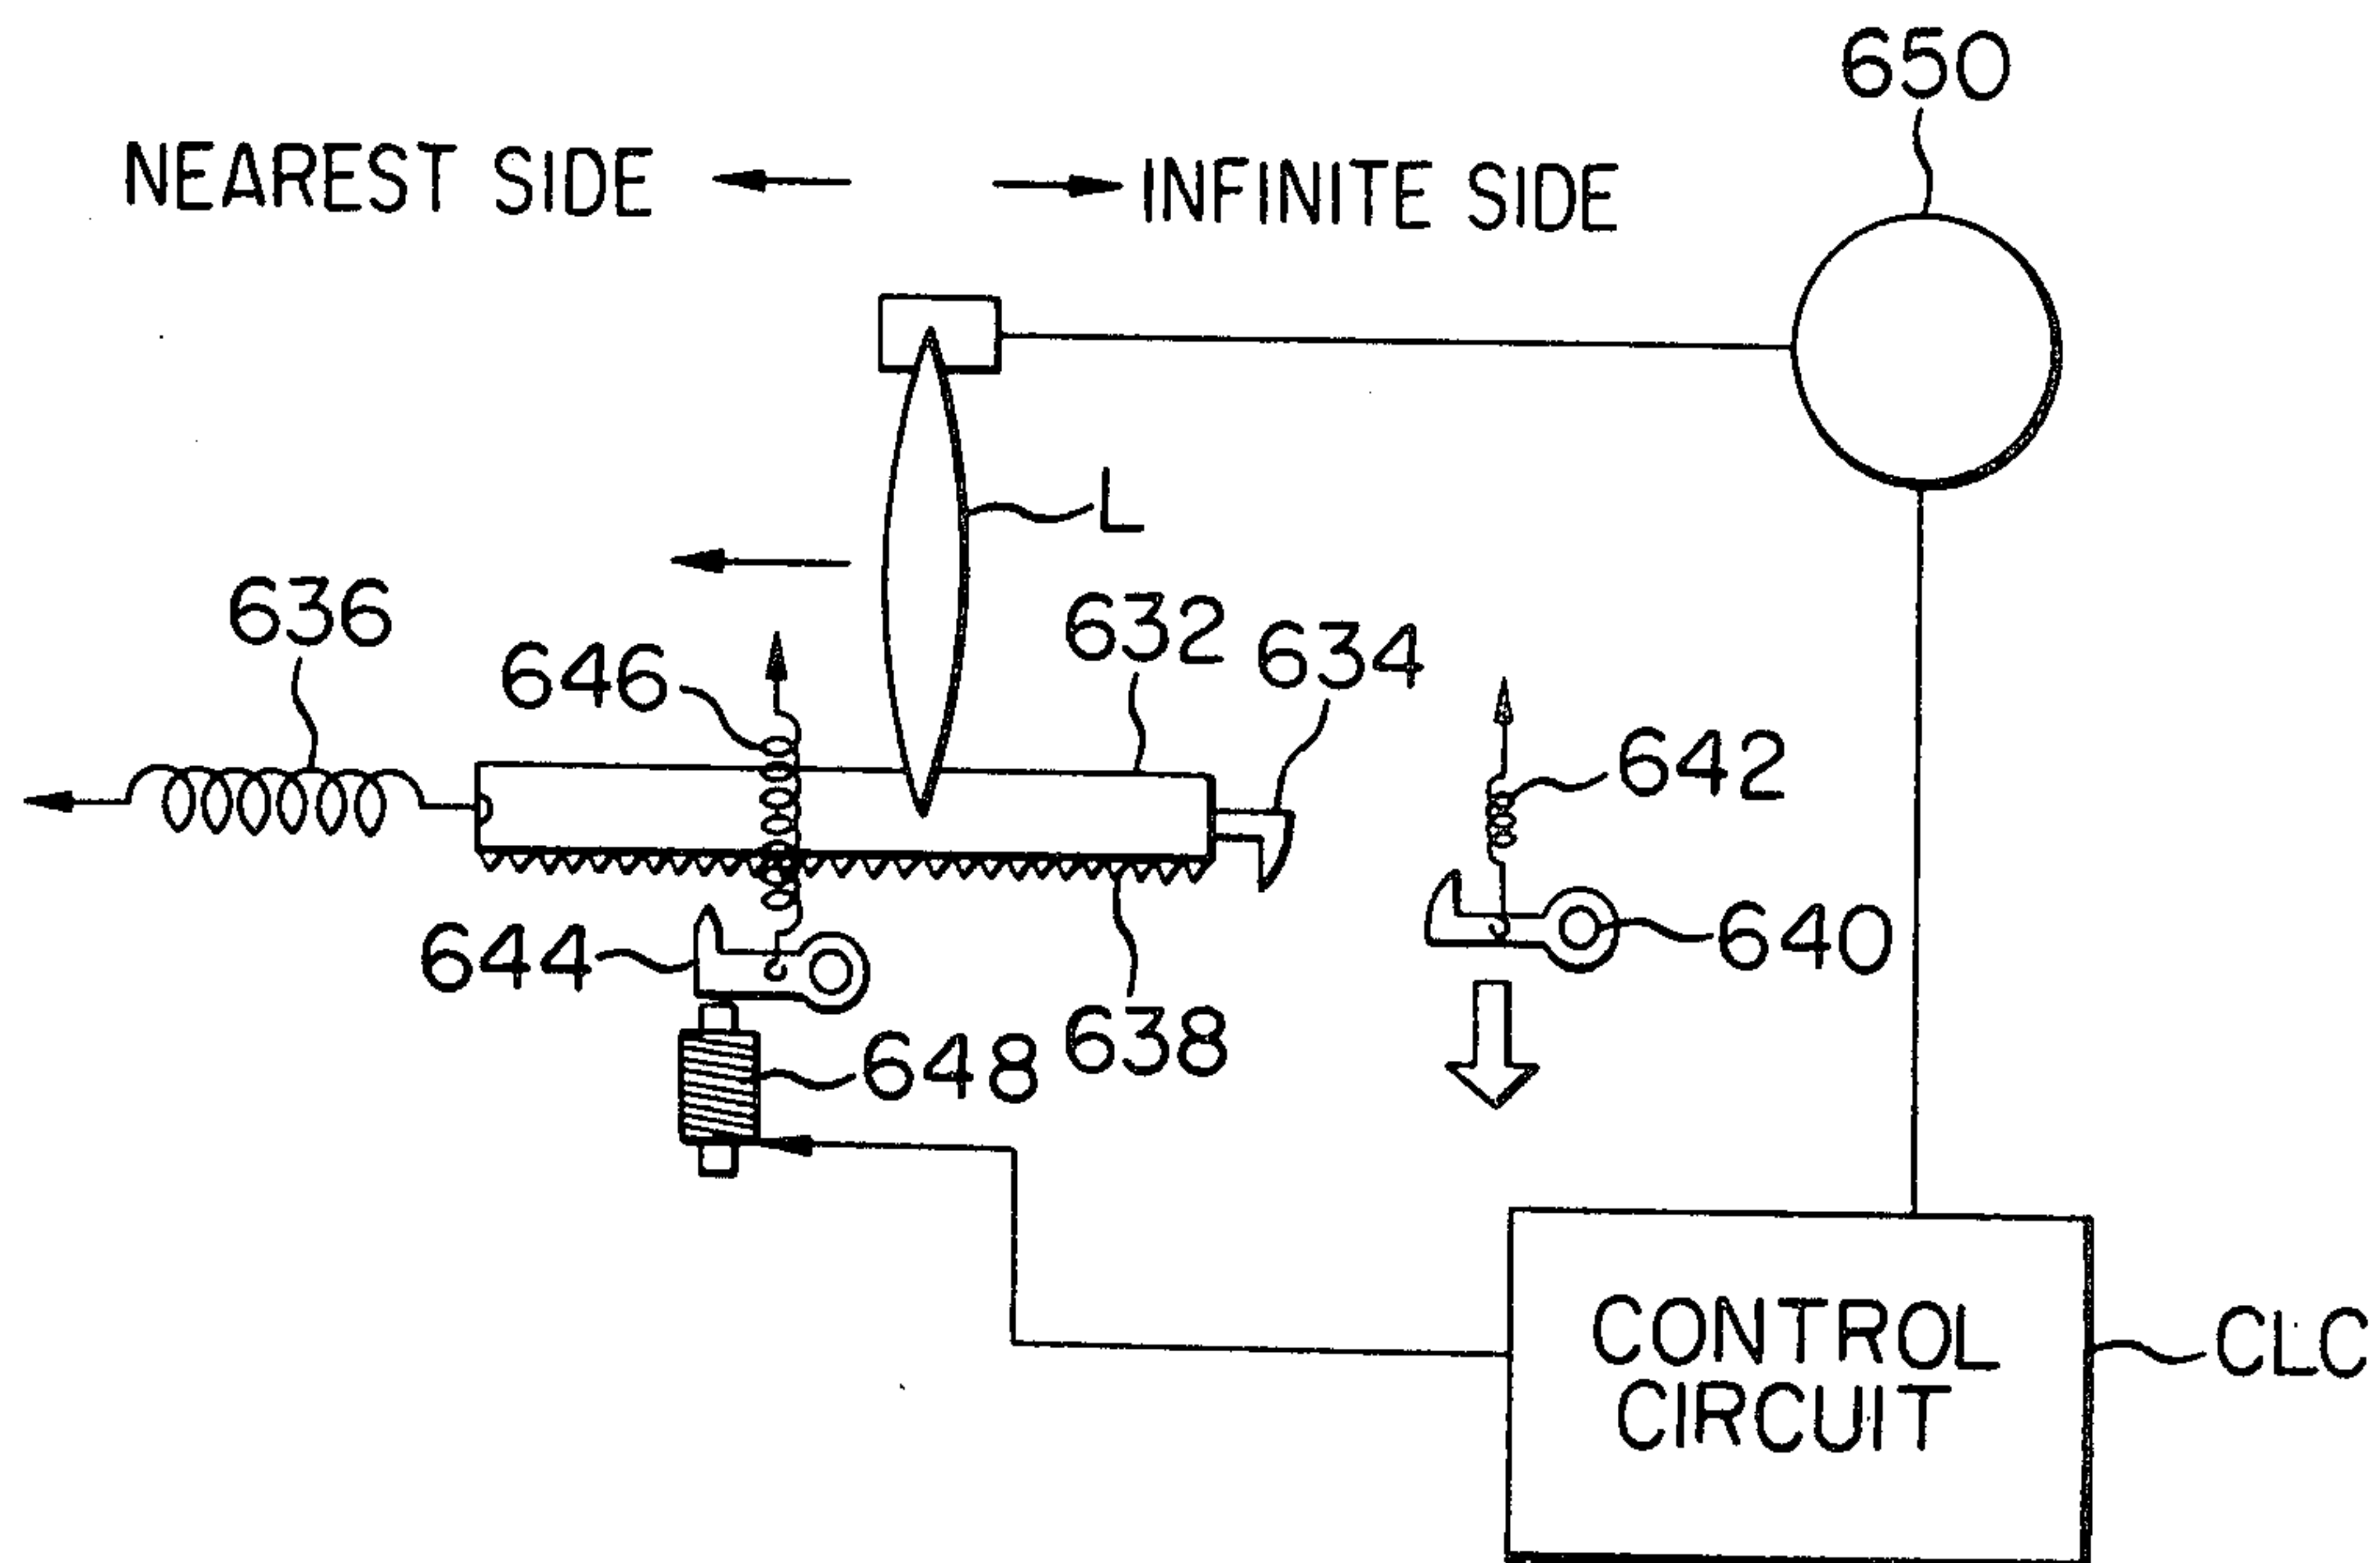 650
NEAREST SIDE
INFINITE SIDE
L
636
646
632
634
642
644
640
648
638
CONTROL
CIRCUIT
CLC